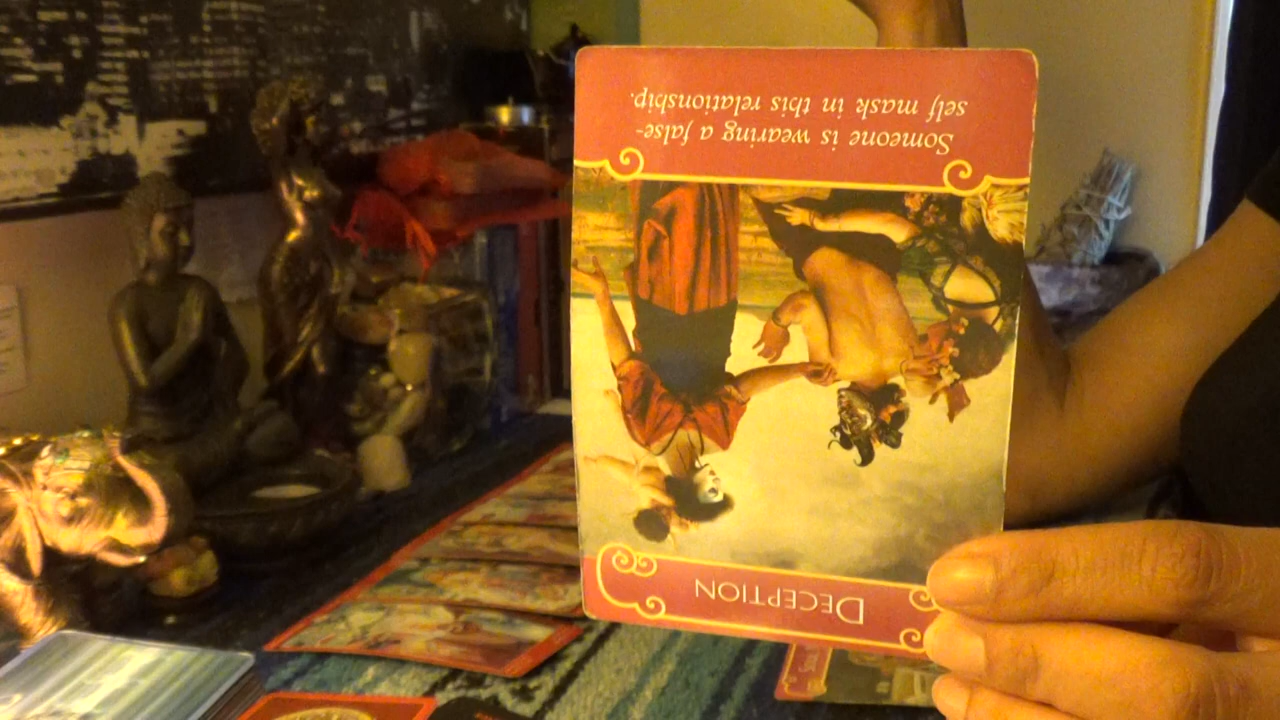 DECEPTION
Someone is wearing a false-
self mask in this relationship.